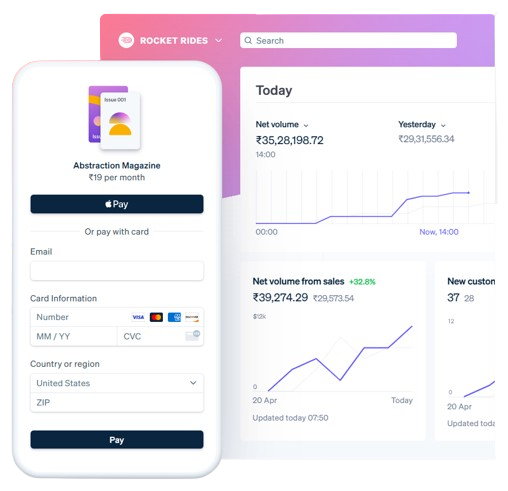 ROCKET RIDES
Search
Issue 001
Abstraction Magazine
₹19 per month
Pay
Or pay with card
Email
Card Information
Number
VISA
MM / YY
CVC
Country or region
United States
ZIP
Pay
Today
Net volume
Yesterday
₹35,28,198.72
₹29,31,556.34
14:00
00:00
Now, 14:00
Net volume from sales +32.8%
₹39,274.29 ₹29,573.54
$12k
0
20 Apr
Today
Updated today 07:50
New custon
37 28
12
0
20 Apr
Updated toda